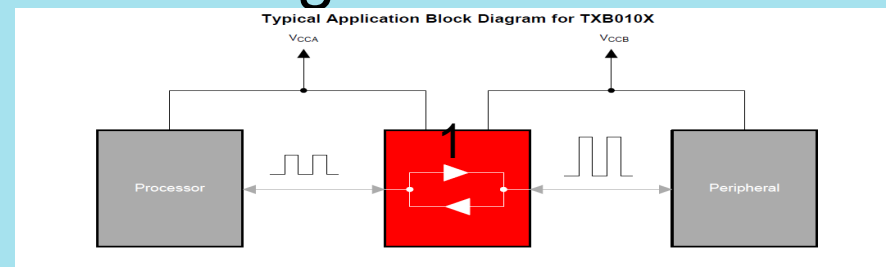 Typical Application Block Diagram for TXB010X
VCCA
VCCB
1
Processor
Peripheral